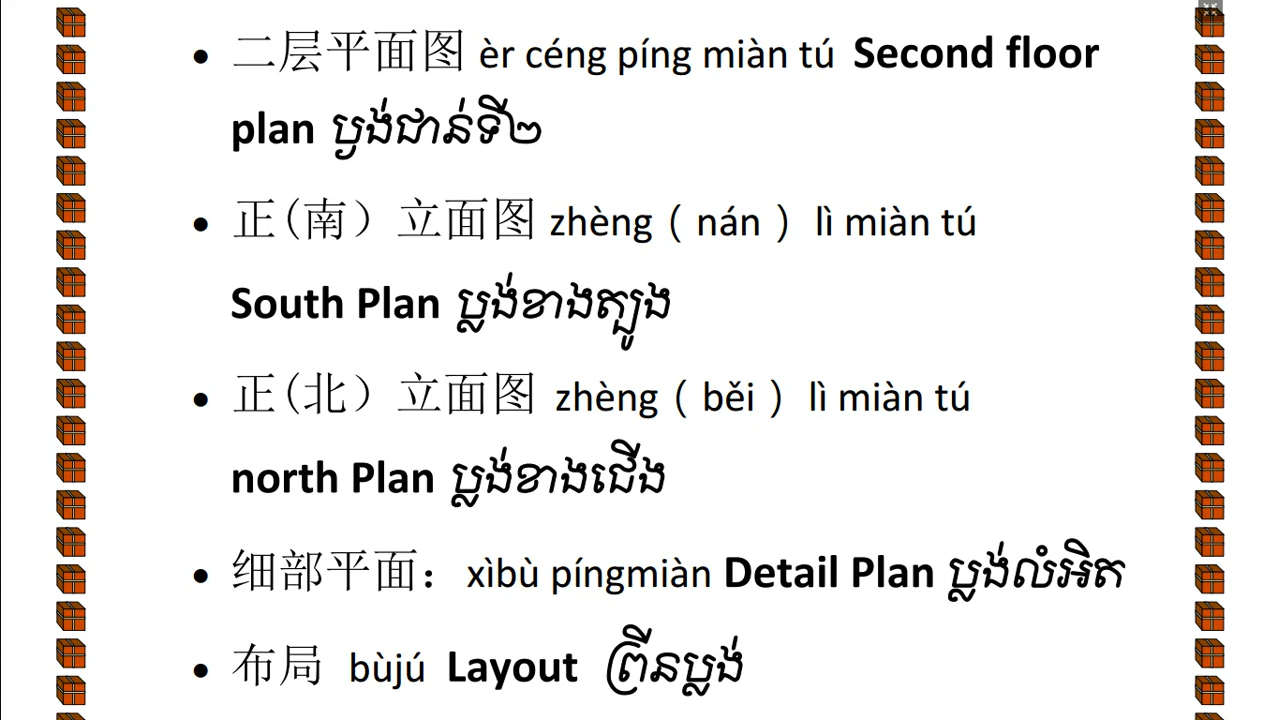 • 二层平面图 èr céng píng miàn tú Second floor
plan ប្ងង់ជាន់ទី២
• 正(南）立面图 zhèng（nán）lì miàn tú
South Plan ប្លង់ខាងត្បូង
• 正(北）立面图 zhèng（běi）lì miàn tú
north Plan ប្លង់ខាងជើង
• 细部平面：xìbù píngmiàn Detail Plan ប្លង់លំអិត
• 布局 bùjú Layout ព្រីនប្លង់